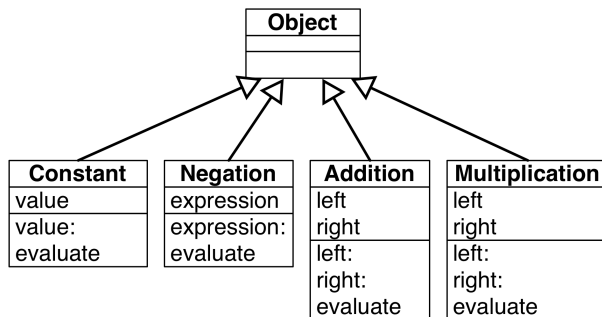 Object
Constant
value
value:
evaluate
Negation
expression
expression:
evaluate
Addition
left
right
left:
right:
evaluate
Multiplication
left
right
left:
right:
evaluate